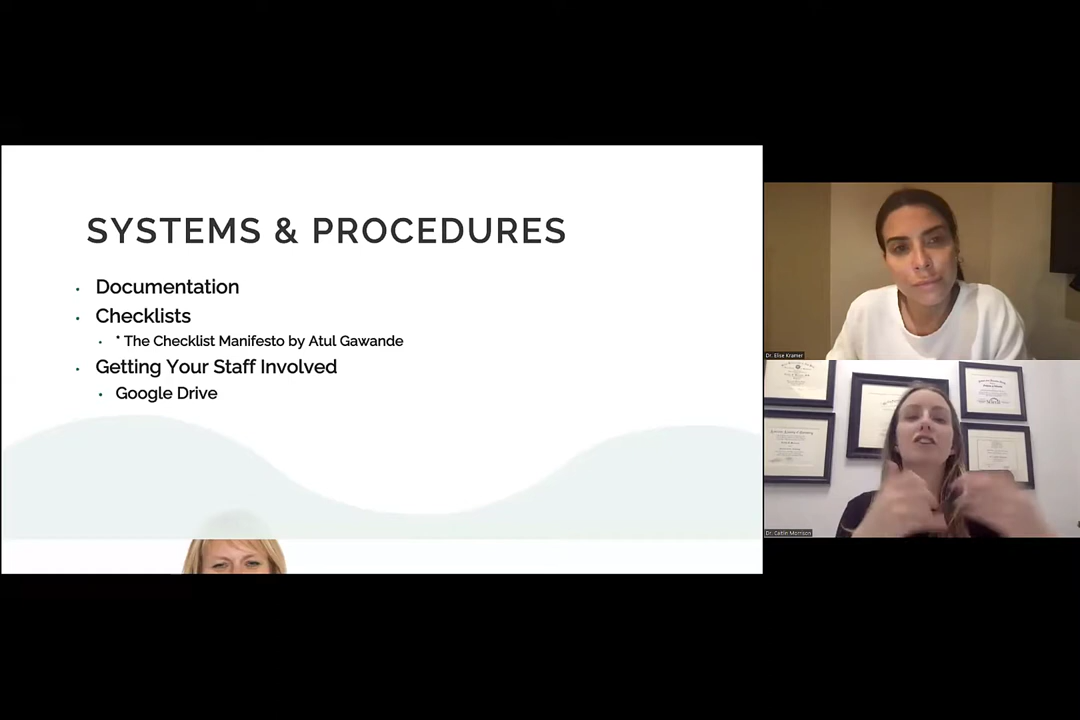 SYSTEMS & PROCEDURES
• Documentation
• Checklists
• * The Checklist Manifesto by Atul Gawande
• Getting Your Staff Involved
• Google Drive
Dr. Elise Kramer
Dr. Caitlin Morrison